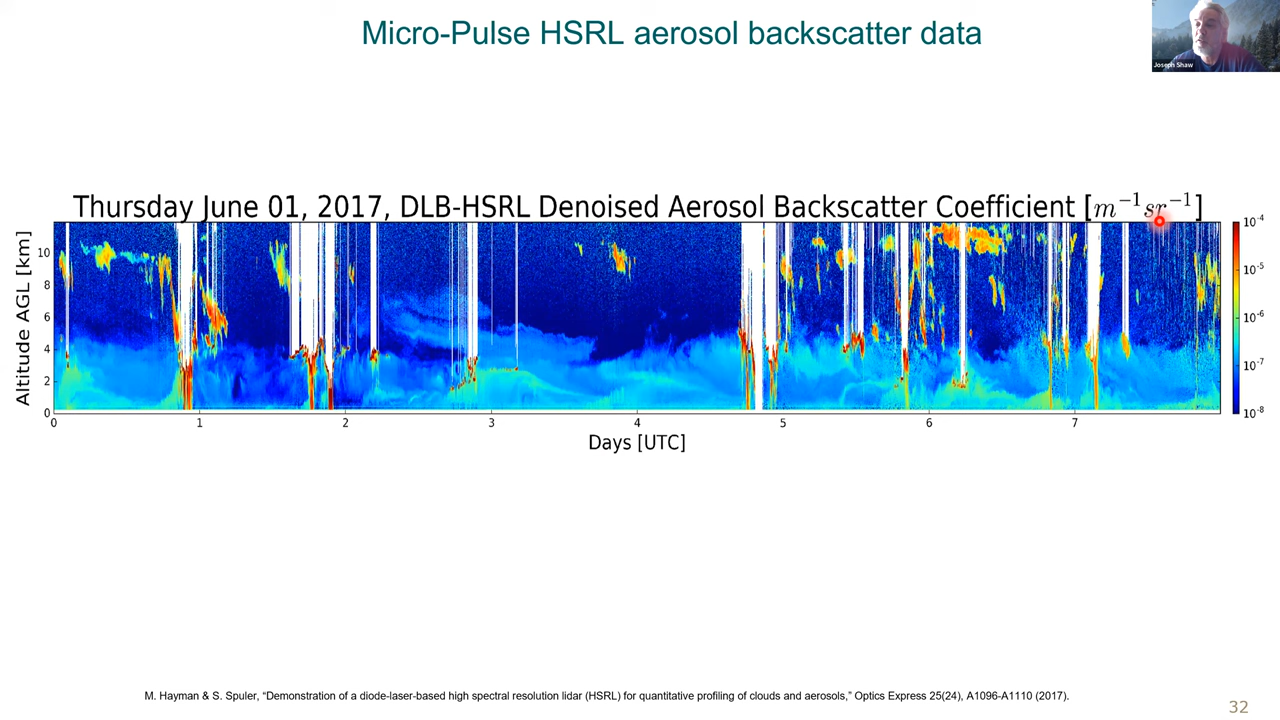 Micro-Pulse HSRL aerosol backscatter data
Joseph Shaw
Thursday June 01, 2017, DLB-HSRL Denoised Aerosol Backscatter Coefficient [m⁻¹sr⁻¹]
Altitude AGL [km]
10
8
6
4
2
0
0 1 2 3 4 5 6 7
Days [UTC]
10⁻⁴
10⁻⁵
10⁻⁶
10⁻⁷
10⁻⁸
M. Hayman & S. Spuler, “Demonstration of a diode-laser-based high spectral resolution lidar (HSRL) for quantitative profiling of clouds and aerosols,” Optics Express 25(24), A1096-A1110 (2017).
32